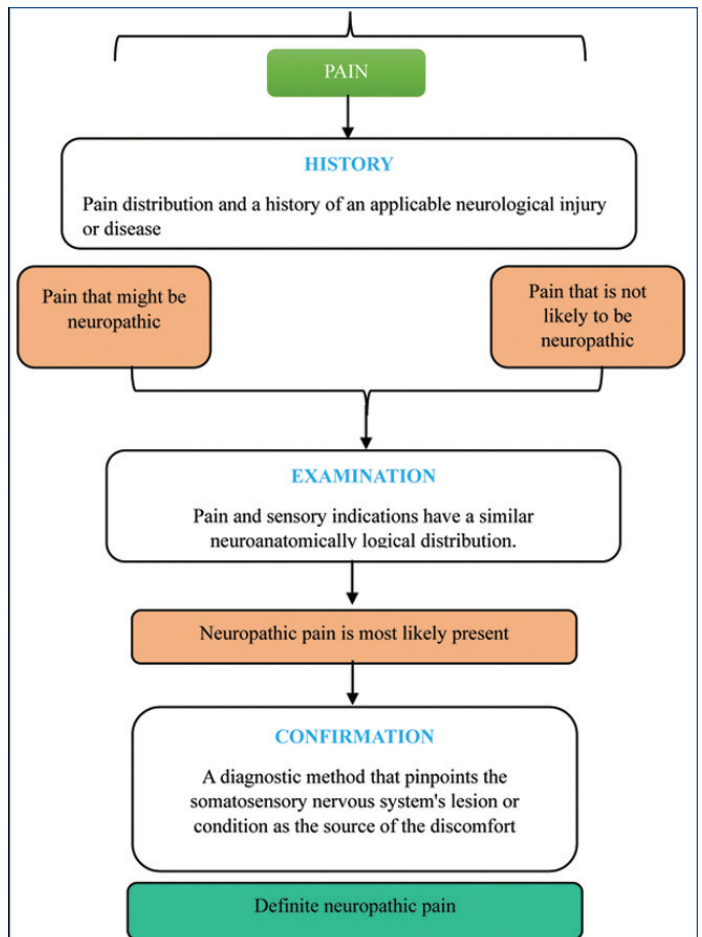 PAIN
HISTORY
Pain distribution and a history of an applicable neurological injury
or disease
Pain that might be
neuropathic
Pain that is not
likely to be
neuropathic
EXAMINATION
Pain and sensory indications have a similar
neuroanatomically logical distribution.
Neuropathic pain is most likely present
CONFIRMATION
A diagnostic method that pinpoints the
somatosensory nervous system's lesion or
condition as the source of the discomfort
Definite neuropathic pain